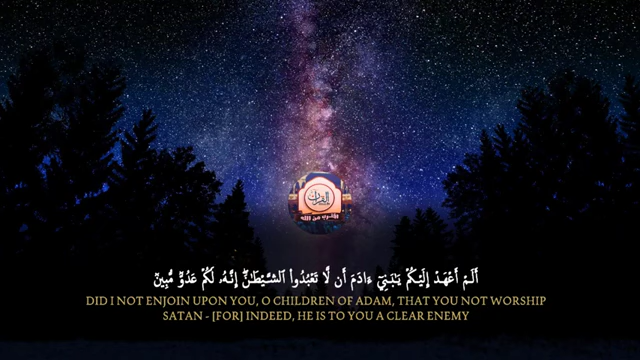 القرآن
أَلَمْ أَعْهَدْ إِلَيْكُمْ يَـٰبَنِىٓ ءَادَمَ أَن لَّا تَعْبُدُوا۟ ٱلشَّيْطَـٰنَ ۖ إِنَّهُۥ لَكُمْ عَدُوٌّ مُّبِينٌ
DID I NOT ENJOIN UPON YOU, O CHILDREN OF ADAM, THAT YOU NOT WORSHIP
SATAN - [FOR] INDEED, HE IS TO YOU A CLEAR ENEMY